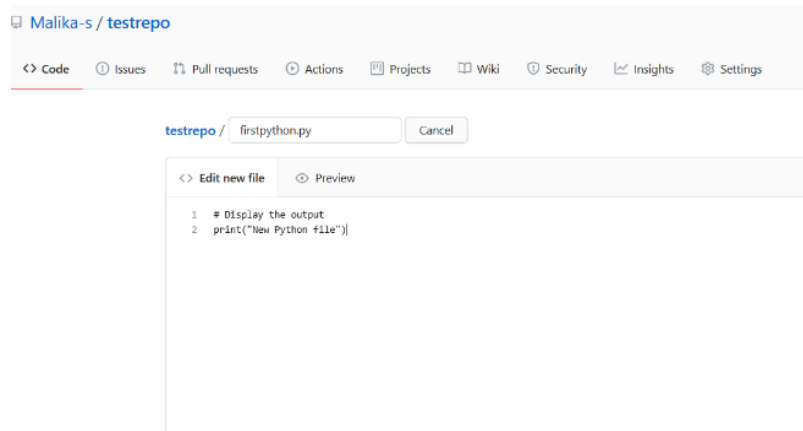 Malika-s / testrepo
<> Code Issues Pull requests Actions Projects Wiki Security Insights Settings
testrepo / firstpython.py Cancel
<> Edit new file Preview
1 # Display the output
2 print("New Python file")